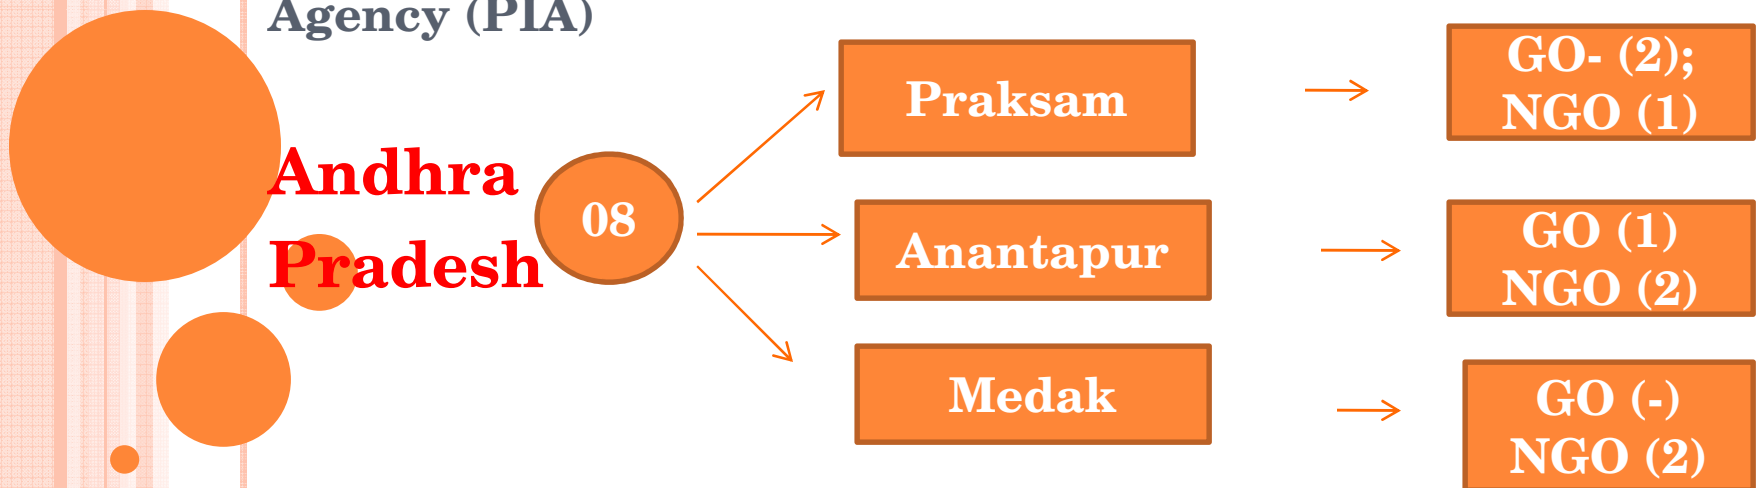 Agency (PIA)
Andhra
Pradesh
08
Praksam
GO- (2);
NGO (1)
Anantapur
GO (1)
NGO (2)
Medak
GO (-)
NGO (2)